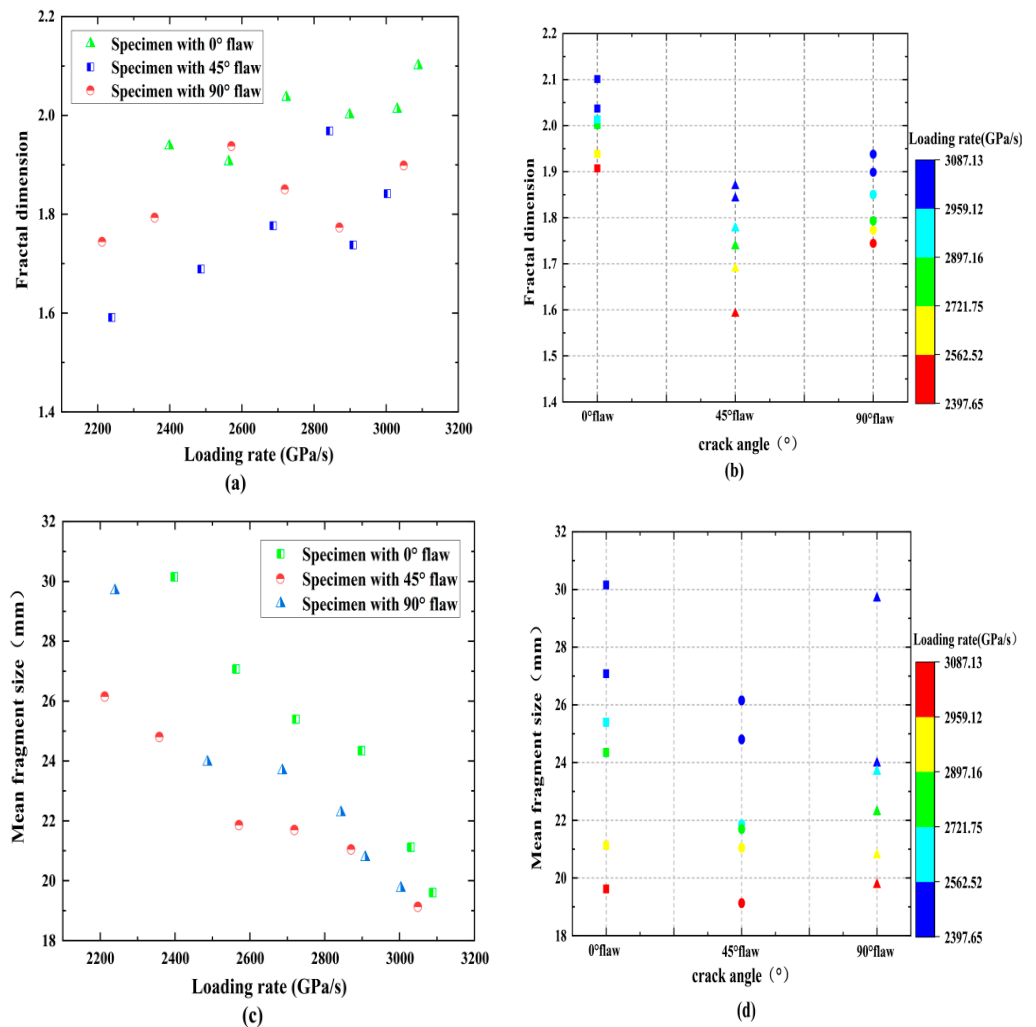 2.2
2.0
1.8
1.6
1.4
Fractal dimension
Specimen with 0° flaw
Specimen with 45° flaw
Specimen with 90° flaw
2200 2400 2600 2800 3000 3200
Loading rate (GPa/s)
(a)
2.2
2.1
2.0
1.9
1.8
1.7
1.6
1.5
1.4
Fractal dimension
0°flaw 45°flaw 90°flaw
crack angle（°）
(b)
Loading rate(GPa/s)
3087.13
2959.12
2897.16
2721.75
2562.52
2397.65
32
30
28
26
24
22
20
18
Mean fragment size（mm）
Specimen with 0° flaw
Specimen with 45° flaw
Specimen with 90° flaw
2200 2400 2600 2800 3000 3200
Loading rate (GPa/s)
(c)
32
30
28
26
24
22
20
18
Mean fragment size（mm）
0°flaw 45°flaw 90°flaw
crack angle（°）
(d)
Loading rate(GPa/s）
3087.13
2959.12
2897.16
2721.75
2562.52
2397.65